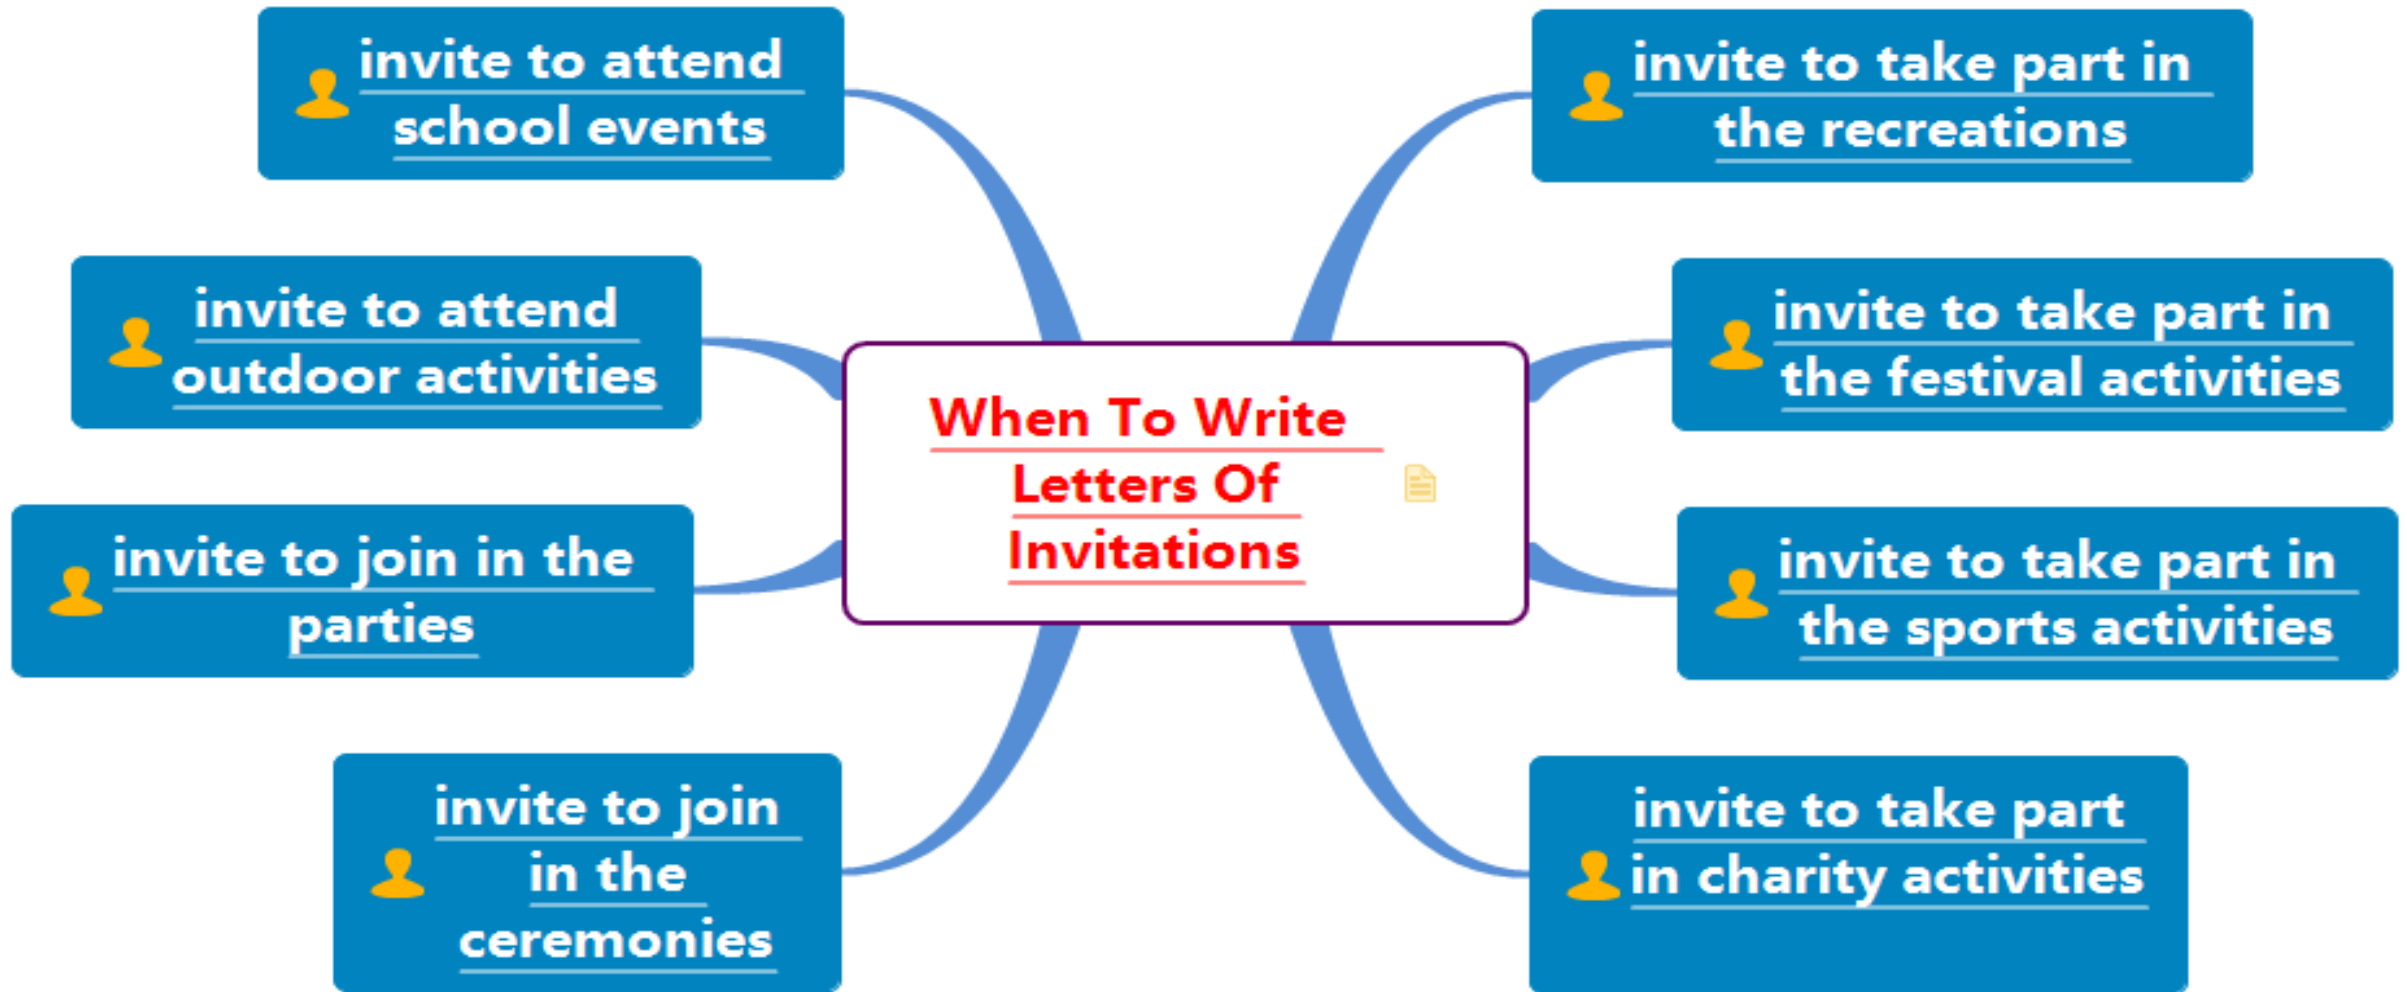 invite to attend
school events
invite to attend
outdoor activities
invite to join in the
parties
invite to join
in the
ceremonies
When To Write
Letters Of
Invitations
invite to take part in
the recreations
invite to take part in
the festival activities
invite to take part in
the sports activities
invite to take part
in charity activities